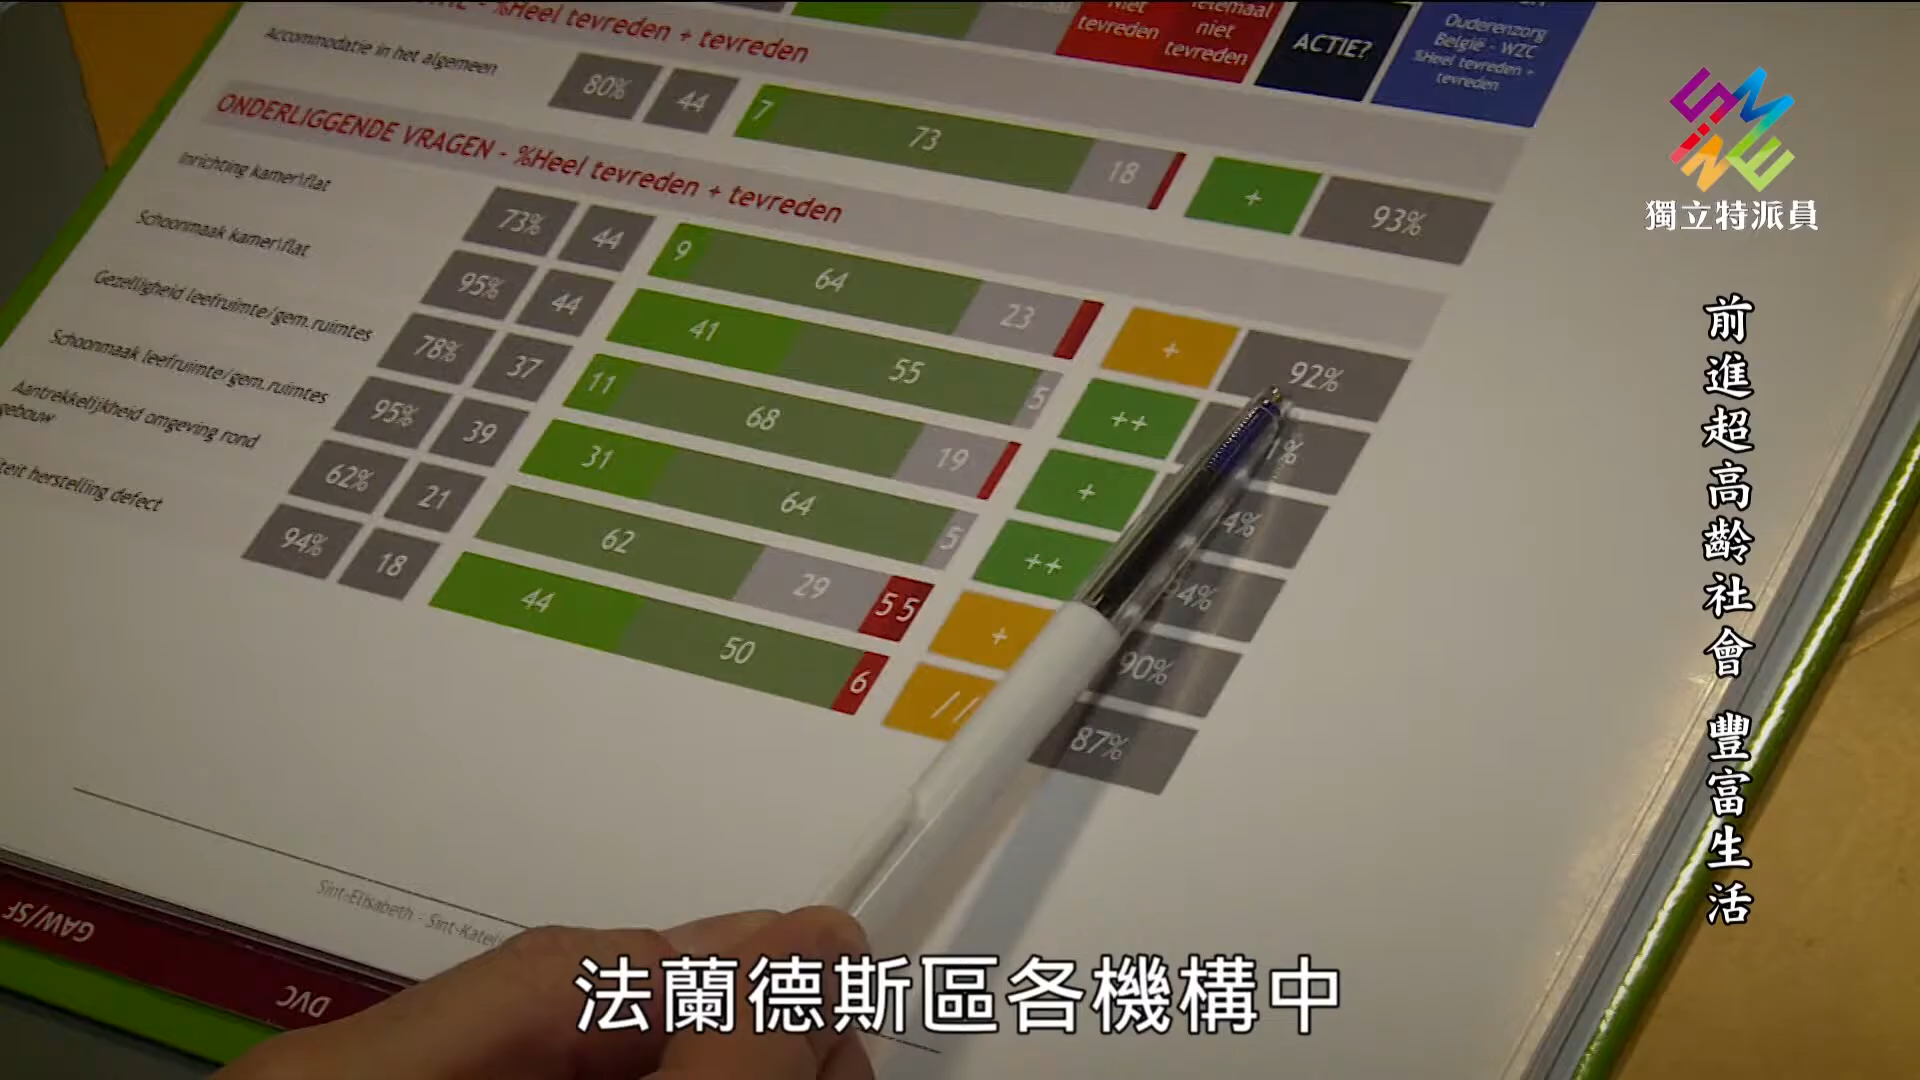 %Heel tevreden + tevreden
Niet
tevreden
niet
tevreden
ACTIE?
Ouderenzorg
België - WZC
%Heel tevreden +
tevreden
Accommodatie in het algemeen
80% 44 7 73 18 + 93%
ONDERLIGGENDE VRAGEN - %Heel tevreden + tevreden
Inrichting kamer\flat
73% 44 9 64 23 + 92%
Schoonmaak kamer\flat
95% 44 41 55 5 ++ 1%
Gezelligheid leefruimte/gem.ruimtes
78% 37 11 68 19 + 4%
Schoonmaak leefruimte/gem.ruimtes
95% 39 31 64 5 ++ 4%
Aantrekkelijkheid omgeving rond
gebouw
62% 21 62 29 5 5 + 90%
herstelling defect
94% 18 44 50 6 // 87%
Sint-Elisabeth - Sint-
GAW/SF
DVC
獨立特派員
前進超高齡社會 豐富生活
法蘭德斯區各機構中